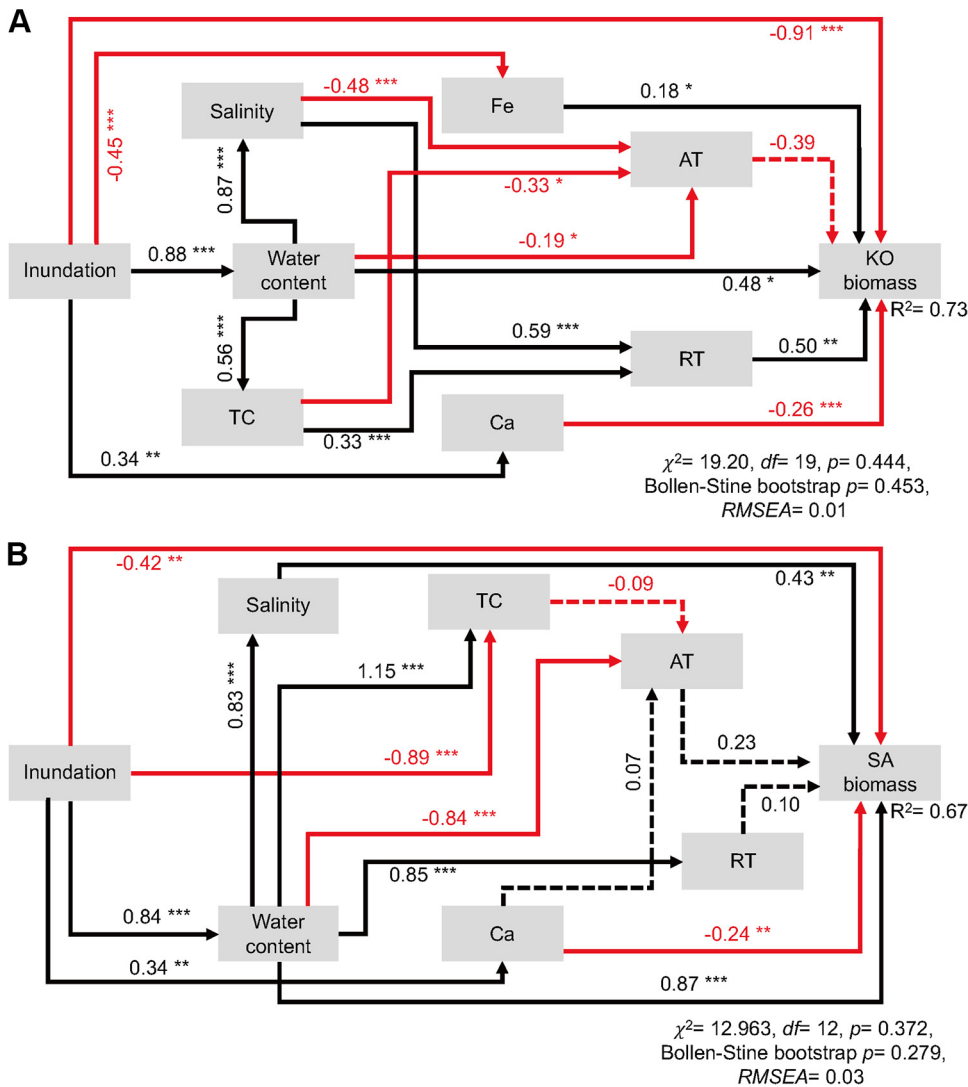 A
-0.91 ***
-0.45 ***
-0.48 ***
Fe
0.18 *
Salinity
AT
-0.39
0.87 ***
-0.33 *
-0.19 *
Inundation
0.88 ***
Water
content
0.48 *
KO
biomass
R²= 0.73
0.56 ***
0.59 ***
RT
0.50 **
TC
0.33 ***
Ca
-0.26 ***
0.34 **
χ²= 19.20, df= 19, p= 0.444,
Bollen-Stine bootstrap p= 0.453,
RMSEA= 0.01
B
-0.42 **
0.43 **
Salinity
TC
-0.09
AT
0.83 ***
1.15 ***
0.23
Inundation
-0.89 ***
0.07
SA
biomass
R²= 0.67
0.10
-0.84 ***
RT
0.85 ***
0.84 ***
Water
content
Ca
-0.24 **
0.34 **
0.87 ***
χ²= 12.963, df= 12, p= 0.372,
Bollen-Stine bootstrap p= 0.279,
RMSEA= 0.03